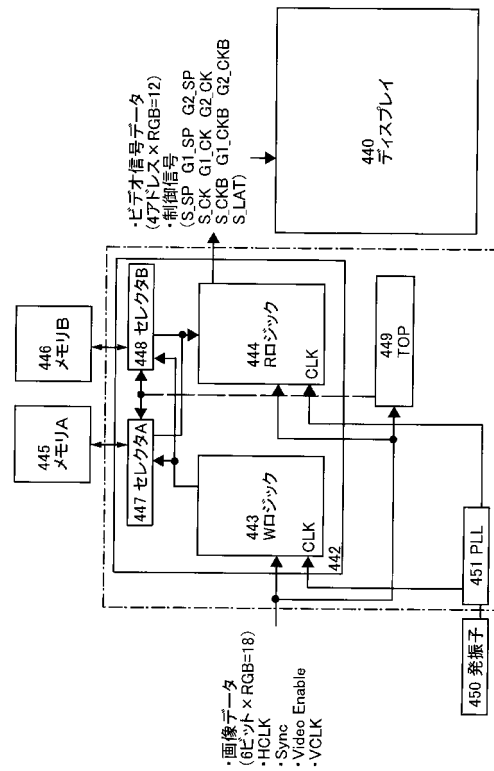 446
メモリB
445
メモリA
448 セレクタB
447 セレクタA
・ビデオ信号データ
(4アドレス×RGB=12)
・制御信号
(S_SP G1_SP G2_SP
S_CK G1_CK G2_CK
S_CKB G1_CKB G2_CKB
S_LAT)
440
ディスプレイ
444
Rロジック
CLK
443
Wロジック
CLK
442
449
TOP
451 PLL
450 発振子
・画像データ
(6ビット×RGB=18)
・HCLK
・Sync
・Video Enable
・VCLK